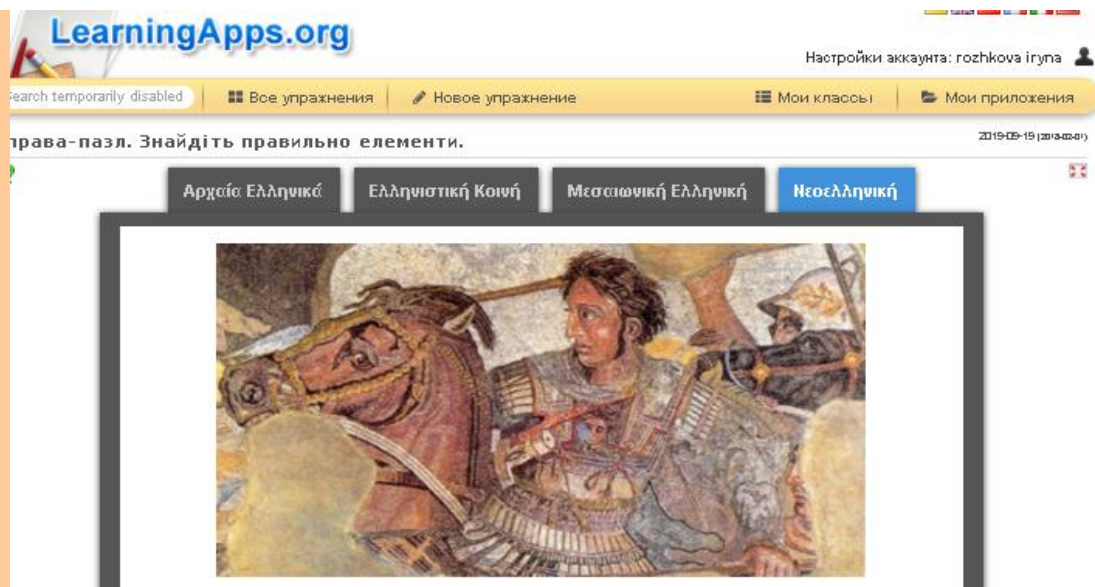 LearningApps.org
Настройки аккаунта: rozhkova iryna
Search temporarily disabled Все упражнения Новое упражнение Мои классы Мои приложения
права-пазл. Знайдіть правильно елементи.
2019-09-19
Αρχαία Ελληνικά Ελληνιστική Κοινή Μεσαιωνική Ελληνική Νεοελληνική